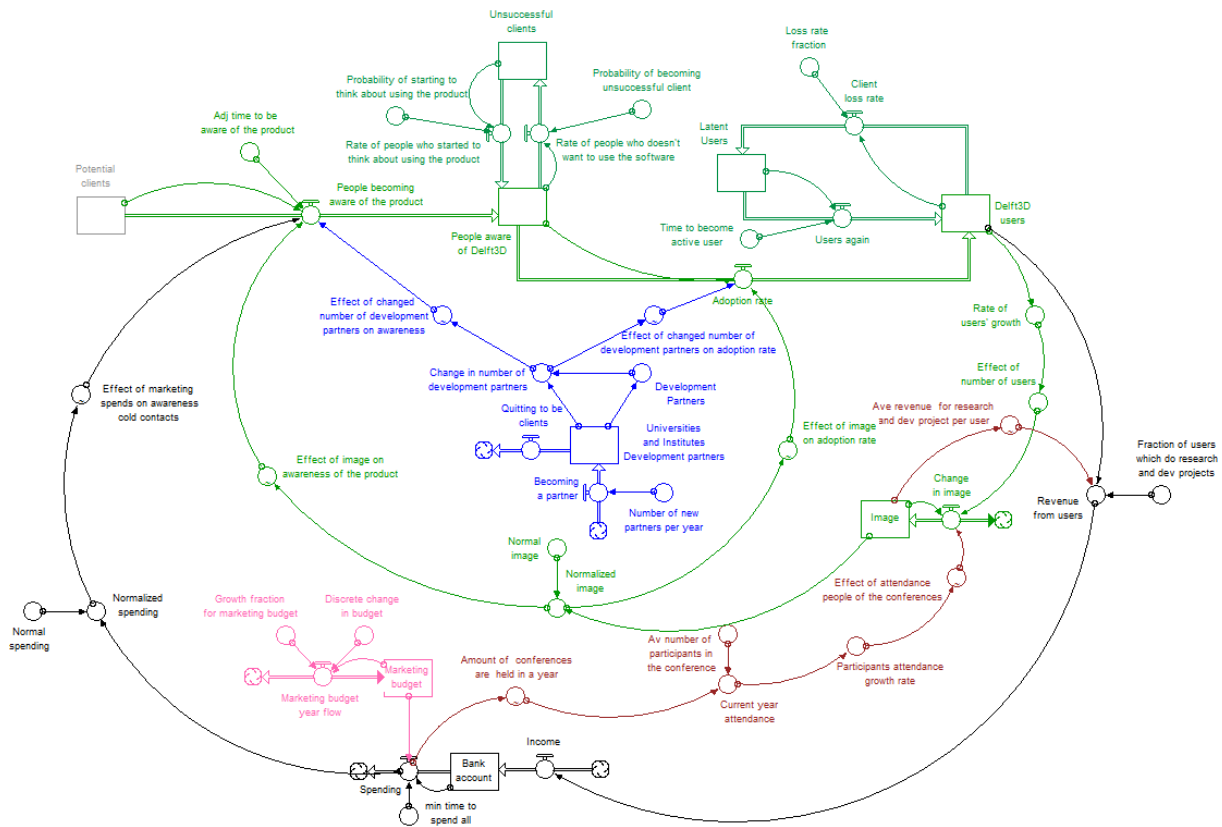 Unsuccessful
clients
Loss rate
fraction
Probability of starting to
think about using the product
Probability of becoming
unsuccessful client
Client
loss rate
Adj time to be
aware of the product
Rate of people who started to
think about using the product
Rate of people who doesn't
want to use the software
Latent
Users
Potential
clients
People becoming
aware of the product
People aware
of Delft3D
Time to become
active user
Users again
Delft3D
users
Adoption rate
Effect of changed
number of development
partners on awareness
Effect of changed number of
development partners on adoption rate
Rate of
users' growth
Change in number of
development partners
Development
Partners
Effect of
number of users
Effect of marketing
spends on awareness
cold contacts
Quitting to be
clients
Universities
and Institutes
Development partners
Ave revenue for research
and dev project per user
Effect of image
on adoption rate
Fraction of users
which do research
and dev projects
Effect of image on
awareness of the product
Becoming
a partner
Number of new
partners per year
Change
in image
Image
Revenue
from users
Normal
image
Normalized
image
Effect of attendance
people of the conferences
Normalized
spending
Normal
spending
Growth fraction
for marketing budget
Discrete change
in budget
Av number of
participants in
the conference
Participants attendance
growth rate
Marketing
budget
Marketing budget
year flow
Amount of conferences
are held in a year
Current year
attendance
Income
Bank
account
Spending
min time to
spend all